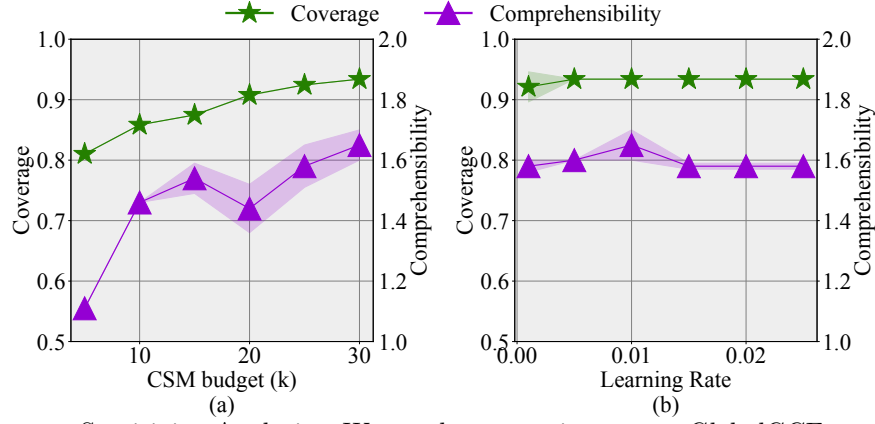 Coverage Comprehensibility
1.0 2.0 1.0 2.0
0.9 1.8 0.9 1.8
0.8 1.6 0.8 1.6
0.7 1.4 0.7 1.4
0.6 1.2 0.6 1.2
0.5 1.0 0.5 1.0
Coverage
Comprehensibility
Coverage
Comprehensibility
10 20 30
0.00 0.01 0.02
CSM budget (k)
Learning Rate
(a) (b)